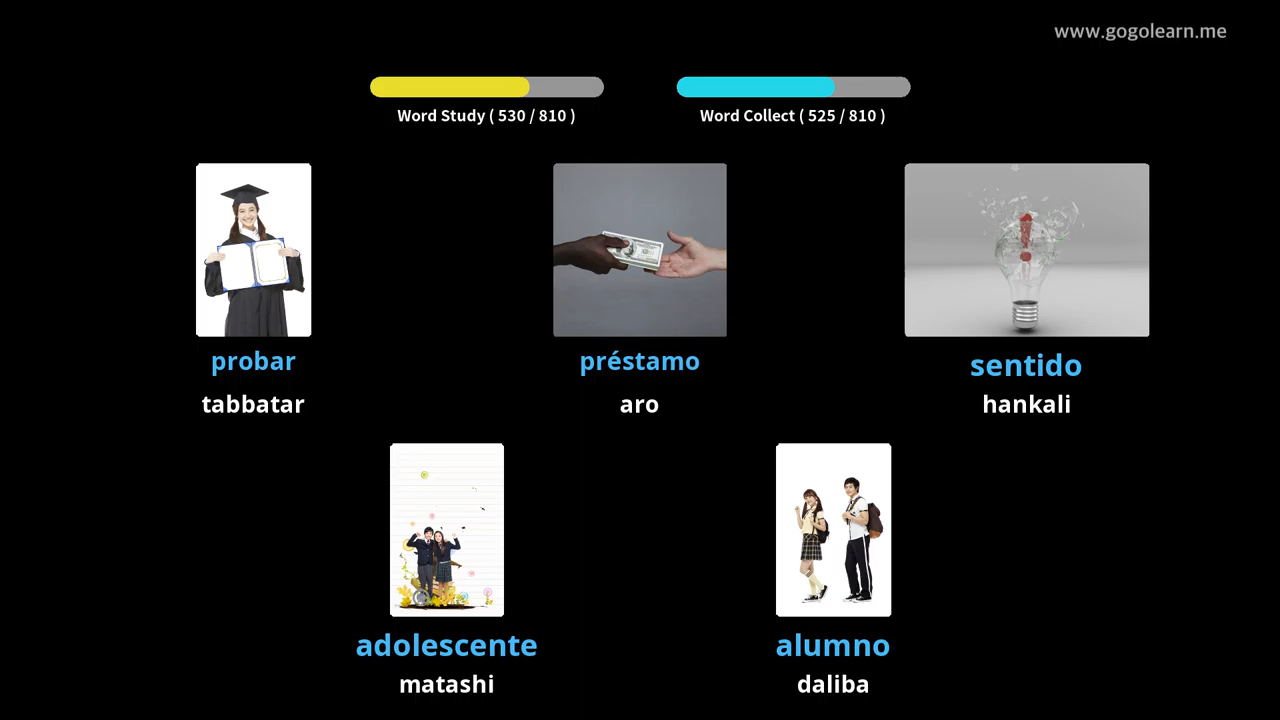 www.gogolearn.me
Word Study ( 530 / 810 )
Word Collect ( 525 / 810 )
probar
tabbatar
préstamo
aro
sentido
hankali
adolescente
matashi
alumno
daliba